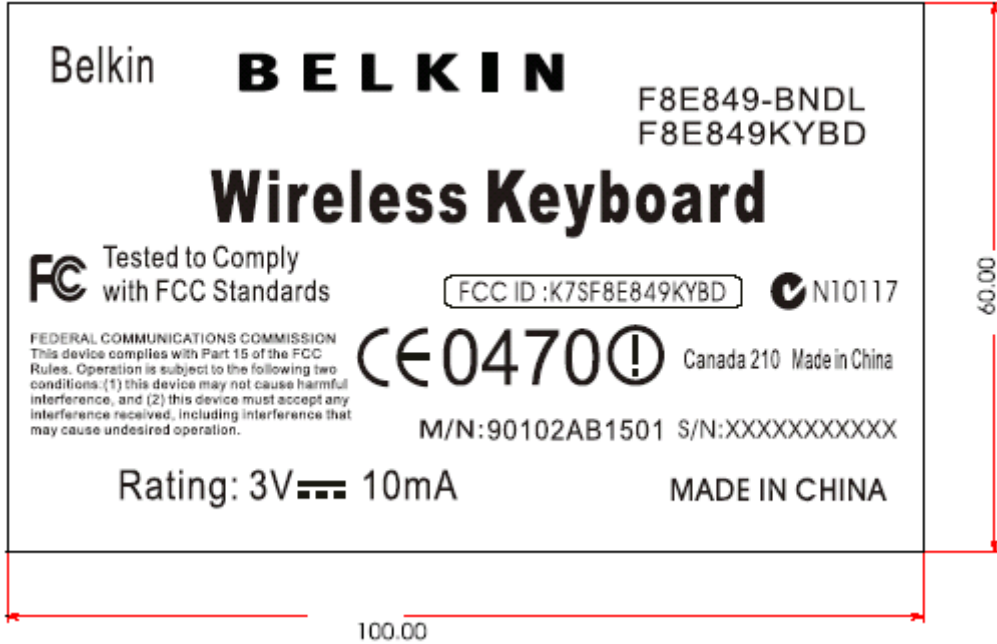 Belkin
BELKIN
F8E849-BNDL
F8E849KYBD
Wireless Keyboard
FC
Tested to Comply
with FCC Standards
FCC ID :K7SF8E849KYBD
N10117
FEDERAL COMMUNICATIONS COMMISSION
This device complies with Part 15 of the FCC
Rules. Operation is subject to the following two
conditions:(1) this device may not cause harmful
interference, and (2) this device must accept any
interference received, including interference that
may cause undesired operation.
CE0470!
Canada 210 Made in China
M/N:90102AB1501 S/N:XXXXXXXXXXX
Rating: 3V 10mA
MADE IN CHINA
60.00
100.00